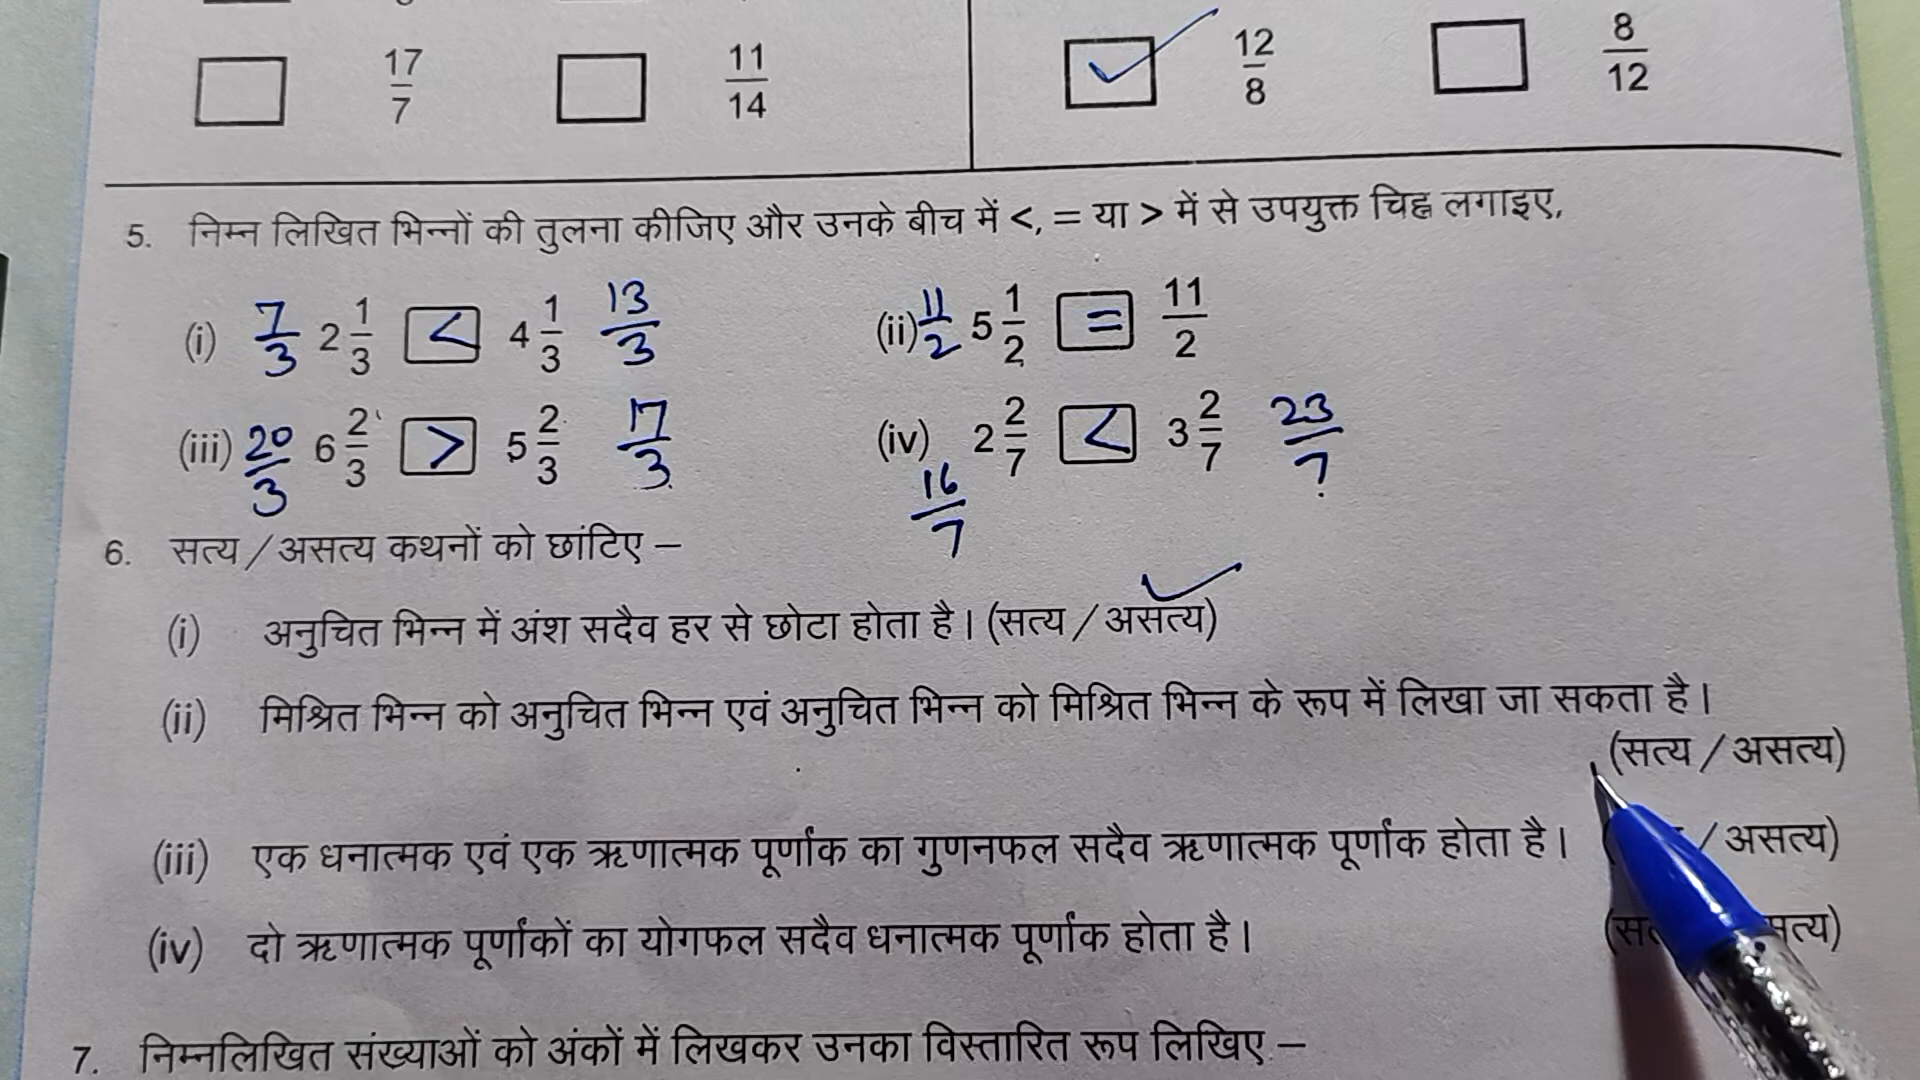 17/7 11/14 12/8 8/12
5. निम्न लिखित भिन्नों की तुलना कीजिए और उनके बीच में <, = या > में से उपयुक्त चिह्न लगाइए,
(i) 7/3 2 1/3 < 4 1/3 13/3 (ii) 11/2 5 1/2 = 11/2
(iii) 20/3 6 2/3 > 5 2/3 17/3 (iv) 16/7 2 2/7 < 3 2/7 23/7
6. सत्य / असत्य कथनों को छांटिए –
(i) अनुचित भिन्न में अंश सदैव हर से छोटा होता है। (सत्य / असत्य)
(ii) मिश्रित भिन्न को अनुचित भिन्न एवं अनुचित भिन्न को मिश्रित भिन्न के रूप में लिखा जा सकता है।
(सत्य / असत्य)
(iii) एक धनात्मक एवं एक ऋणात्मक पूर्णांक का गुणनफल सदैव ऋणात्मक पूर्णांक होता है। / असत्य)
(iv) दो ऋणात्मक पूर्णांकों का योगफल सदैव धनात्मक पूर्णांक होता है।
7. निम्नलिखित संख्याओं को अंकों में लिखकर उनका विस्तारित रूप लिखिए –